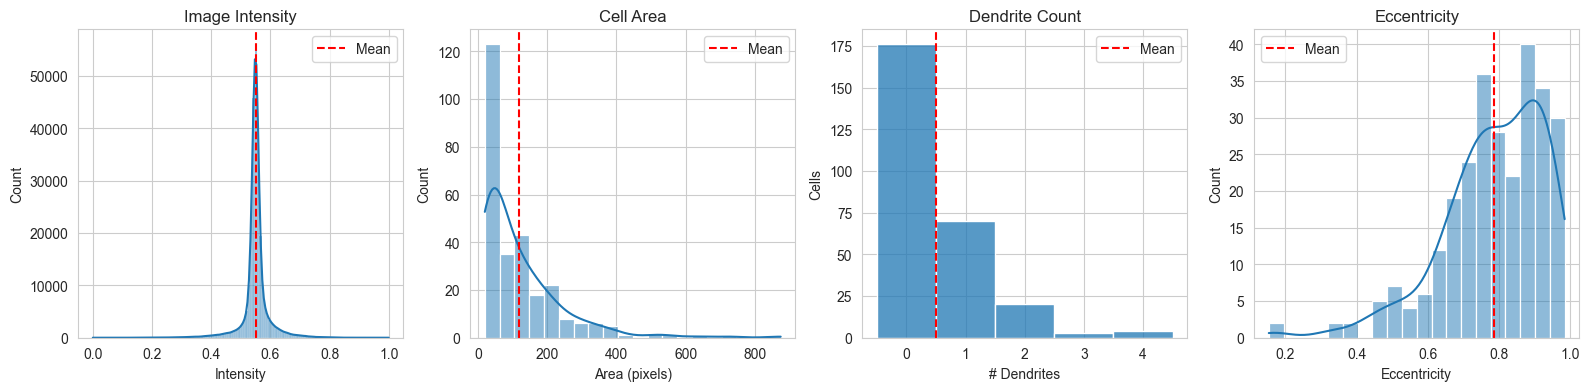 Image Intensity
Mean
50000
40000
30000
20000
10000
0
Count
0.0 0.2 0.4 0.6 0.8 1.0
Intensity
Cell Area
Mean
120
100
80
60
40
20
0
Count
0 200 400 600 800
Area (pixels)
Dendrite Count
Mean
175
150
125
100
75
50
25
0
Cells
0 1 2 3 4
# Dendrites
Eccentricity
Mean
40
35
30
25
20
15
10
5
0
Count
0.2 0.4 0.6 0.8 1.0
Eccentricity